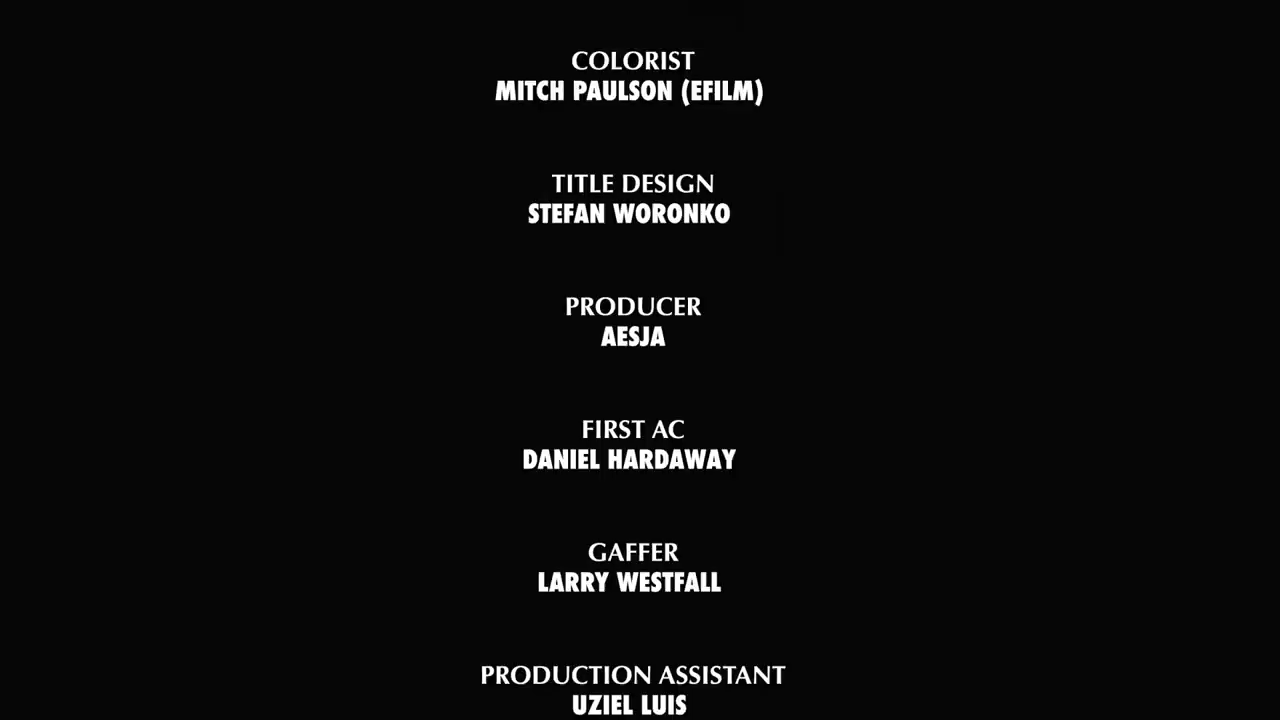 COLORIST
MITCH PAULSON (EFILM)
TITLE DESIGN
STEFAN WORONKO
PRODUCER
AESJA
FIRST AC
DANIEL HARDAWAY
GAFFER
LARRY WESTFALL
PRODUCTION ASSISTANT
UZIEL LUIS